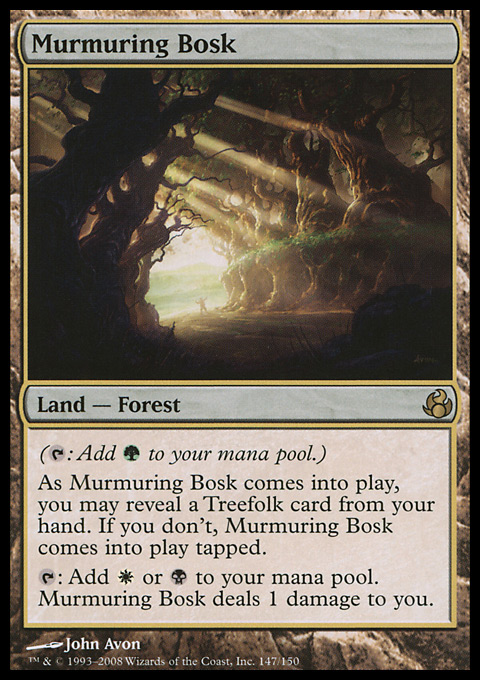 Murmuring Bosk
Land — Forest
(: Add to your mana pool.)
As Murmuring Bosk comes into play,
you may reveal a Treefolk card from your
hand. If you don't, Murmuring Bosk
comes into play tapped.
: Add or to your mana pool.
Murmuring Bosk deals 1 damage to you.
John Avon
™ & © 1993–2008 Wizards of the Coast, Inc. 147/150